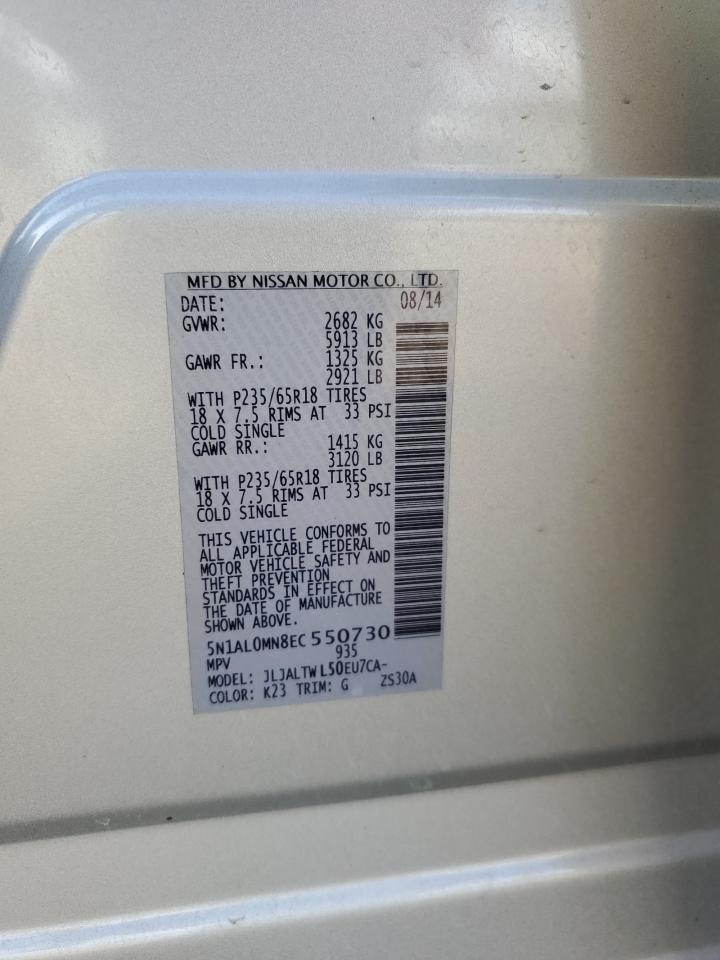 MFD BY NISSAN MOTOR CO., LTD.
DATE: 08/14
GVWR: 2682 KG
5913 LB
GAWR FR.: 1325 KG
2921 LB
WITH P235/65R18 TIRES
18 X 7.5 RIMS AT 33 PSI
COLD SINGLE
GAWR RR.: 1415 KG
3120 LB
WITH P235/65R18 TIRES
18 X 7.5 RIMS AT 33 PSI
COLD SINGLE
THIS VEHICLE CONFORMS TO
ALL APPLICABLE FEDERAL
MOTOR VEHICLE SAFETY AND
THEFT PREVENTION
STANDARDS IN EFFECT ON
THE DATE OF MANUFACTURE
SHOWN ABOVE.
5N1AL0MN8EC550730
MPV 935
MODEL: JLJALTWL50EU7CA-
COLOR: K23 TRIM: G ZS30A